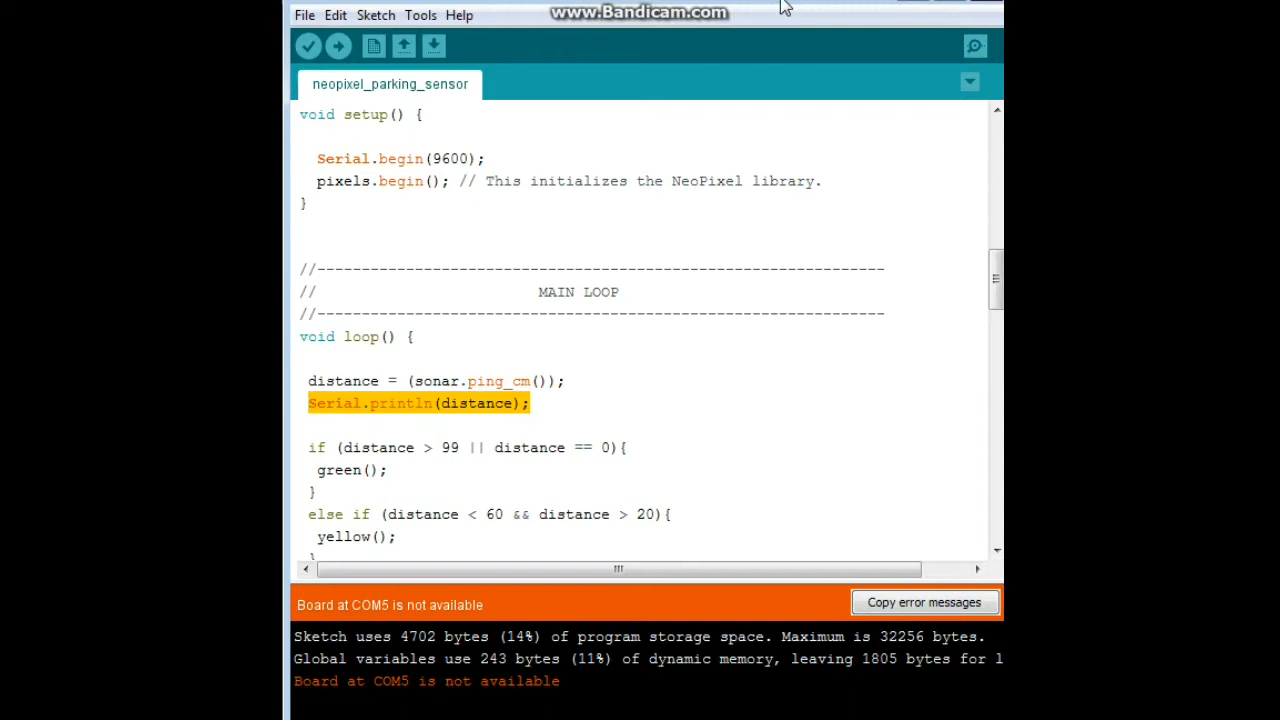 www.Bandicam.com
File Edit Sketch Tools Help
neopixel_parking_sensor
void setup() {
Serial.begin(9600);
pixels.begin(); // This initializes the NeoPixel library.
}
//----------------------------------------------------------------
// MAIN LOOP
//----------------------------------------------------------------
void loop() {
distance = (sonar.ping_cm());
Serial.println(distance);
if (distance > 99 || distance == 0){
green();
}
else if (distance < 60 && distance > 20){
yellow();
}
Board at COM5 is not available
Copy error messages
Sketch uses 4702 bytes (14%) of program storage space. Maximum is 32256 bytes.
Global variables use 243 bytes (11%) of dynamic memory, leaving 1805 bytes for l
Board at COM5 is not available